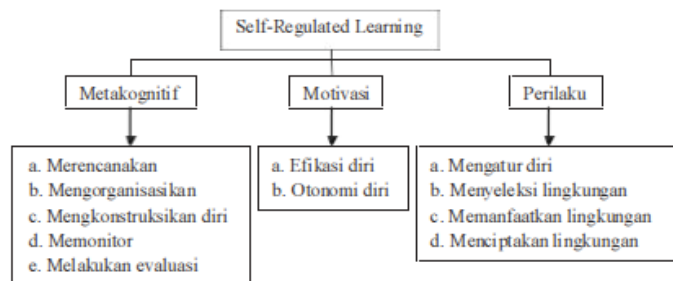 Self-Regulated Learning
Metakognitif
Motivasi
Perilaku
a. Merencanakan
b. Mengorganisasikan
c. Mengkonstruksikan diri
d. Memonitor
e. Melakukan evaluasi
a. Efikasi diri
b. Otonomi diri
a. Mengatur diri
b. Menyeleksi lingkungan
c. Memanfaatkan lingkungan
d. Menciptakan lingkungan